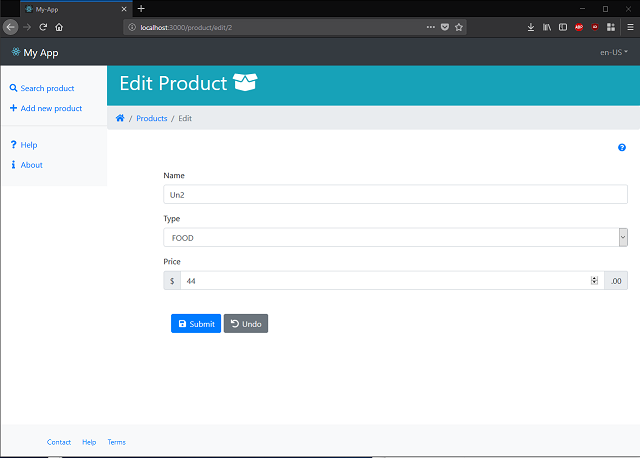 My-App
localhost:3000/product/edit/2
My App
en-US
Search product
Add new product
Help
About
Edit Product
/ Products / Edit
Name
Un2
Type
FOOD
Price
$ 44 .00
Submit Undo
Contact Help Terms